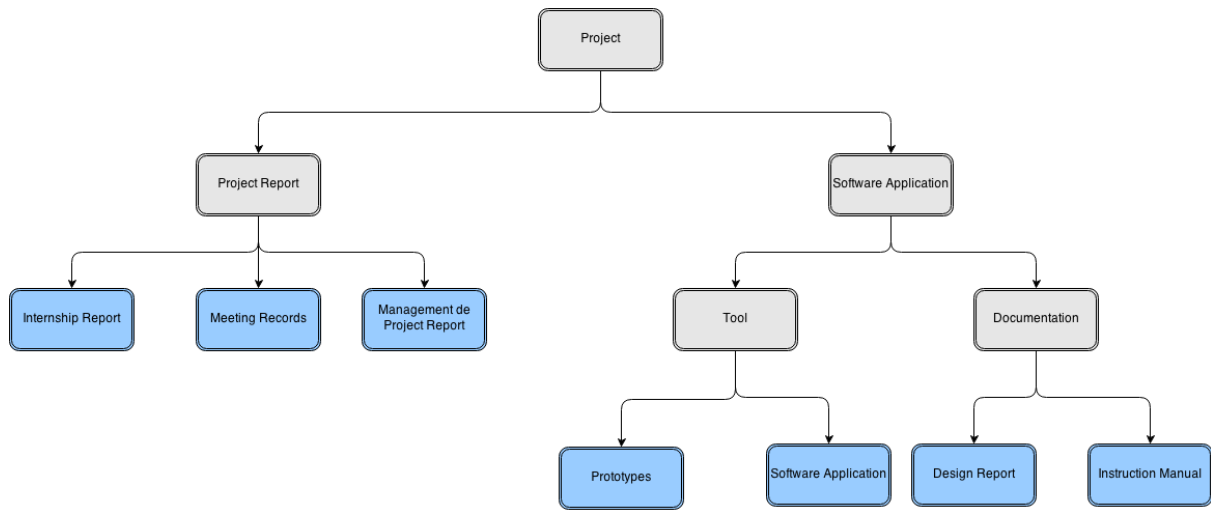 Project
Project Report
Software Application
Internship Report
Meeting Records
Management de
Project Report
Tool
Documentation
Prototypes
Software Application
Design Report
Instruction Manual